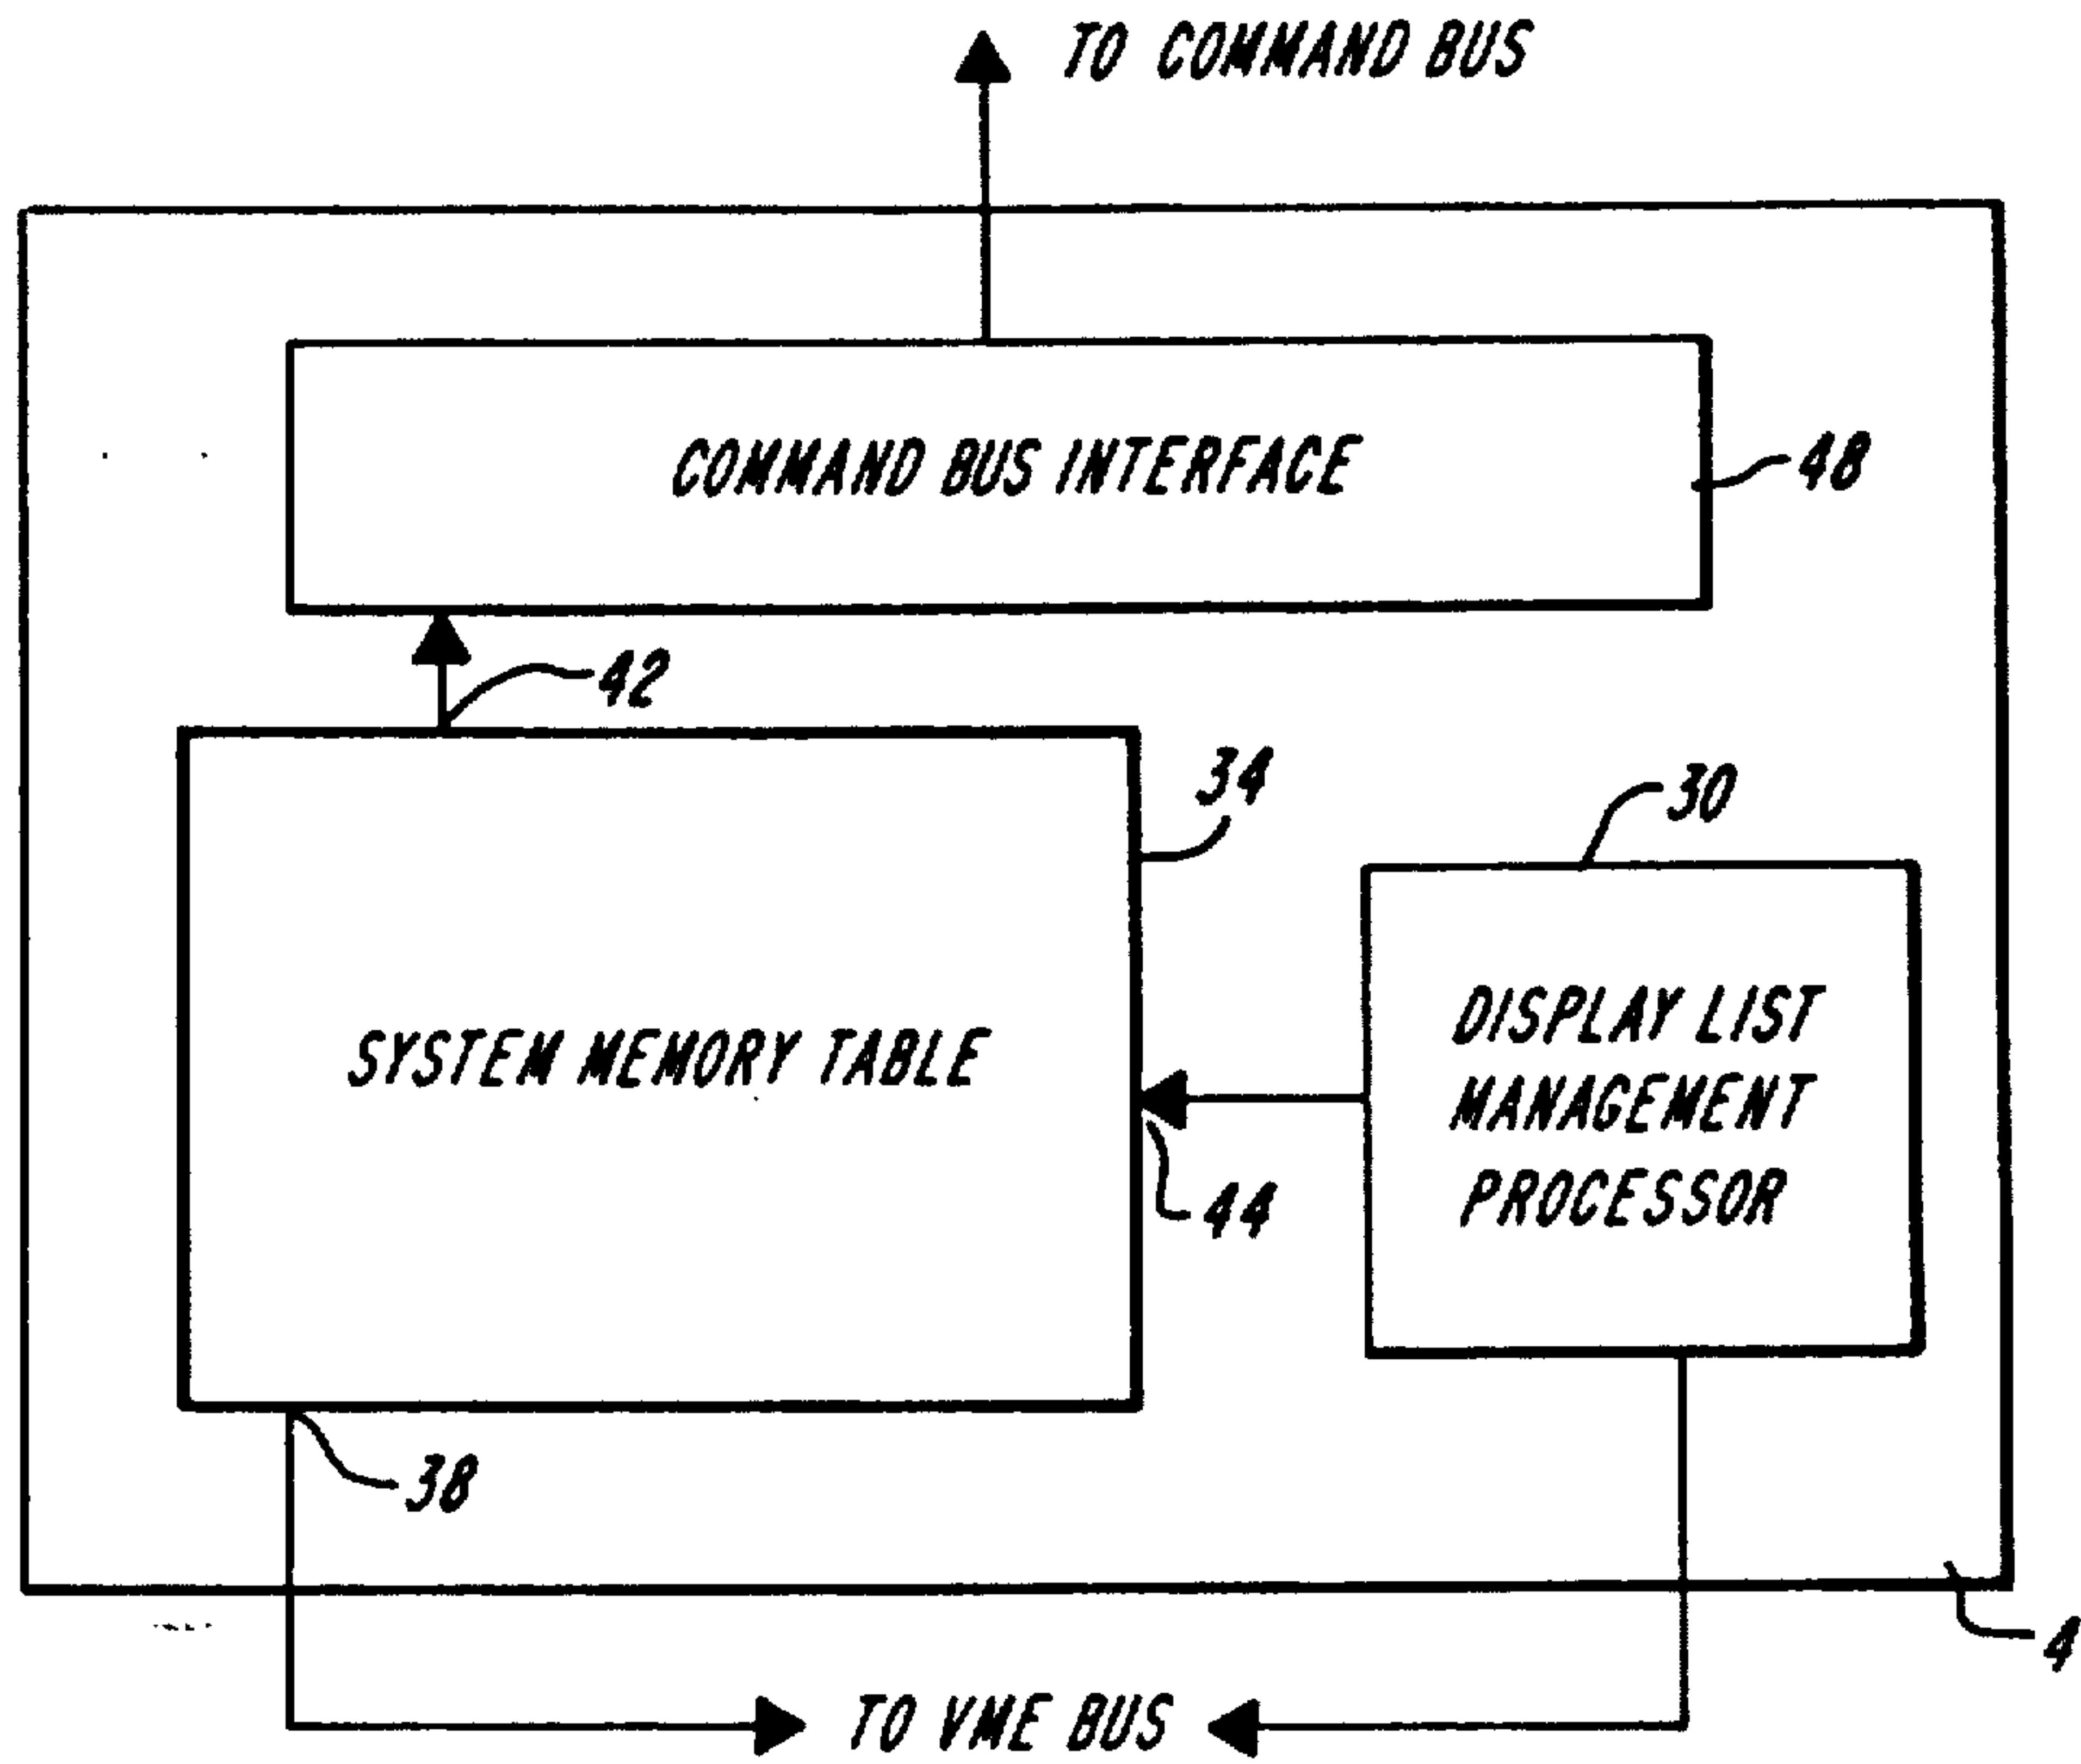 TO COMMAND BUS
COMMAND BUS INTERFACE
48
42
34
30
SYSTEM MEMORY TABLE
DISPLAY LIST
MANAGEMENT
PROCESSOR
44
38
4
TO VME BUS